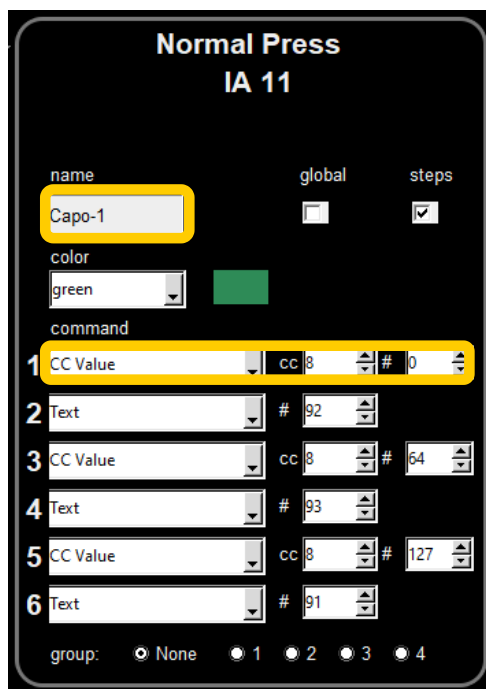 Normal Press
IA 11
name global steps
Capo-1
color
green
command
1 CC Value cc 8 # 0
2 Text # 92
3 CC Value cc 8 # 64
4 Text # 93
5 CC Value cc 8 # 127
6 Text # 91
group: None 1 2 3 4